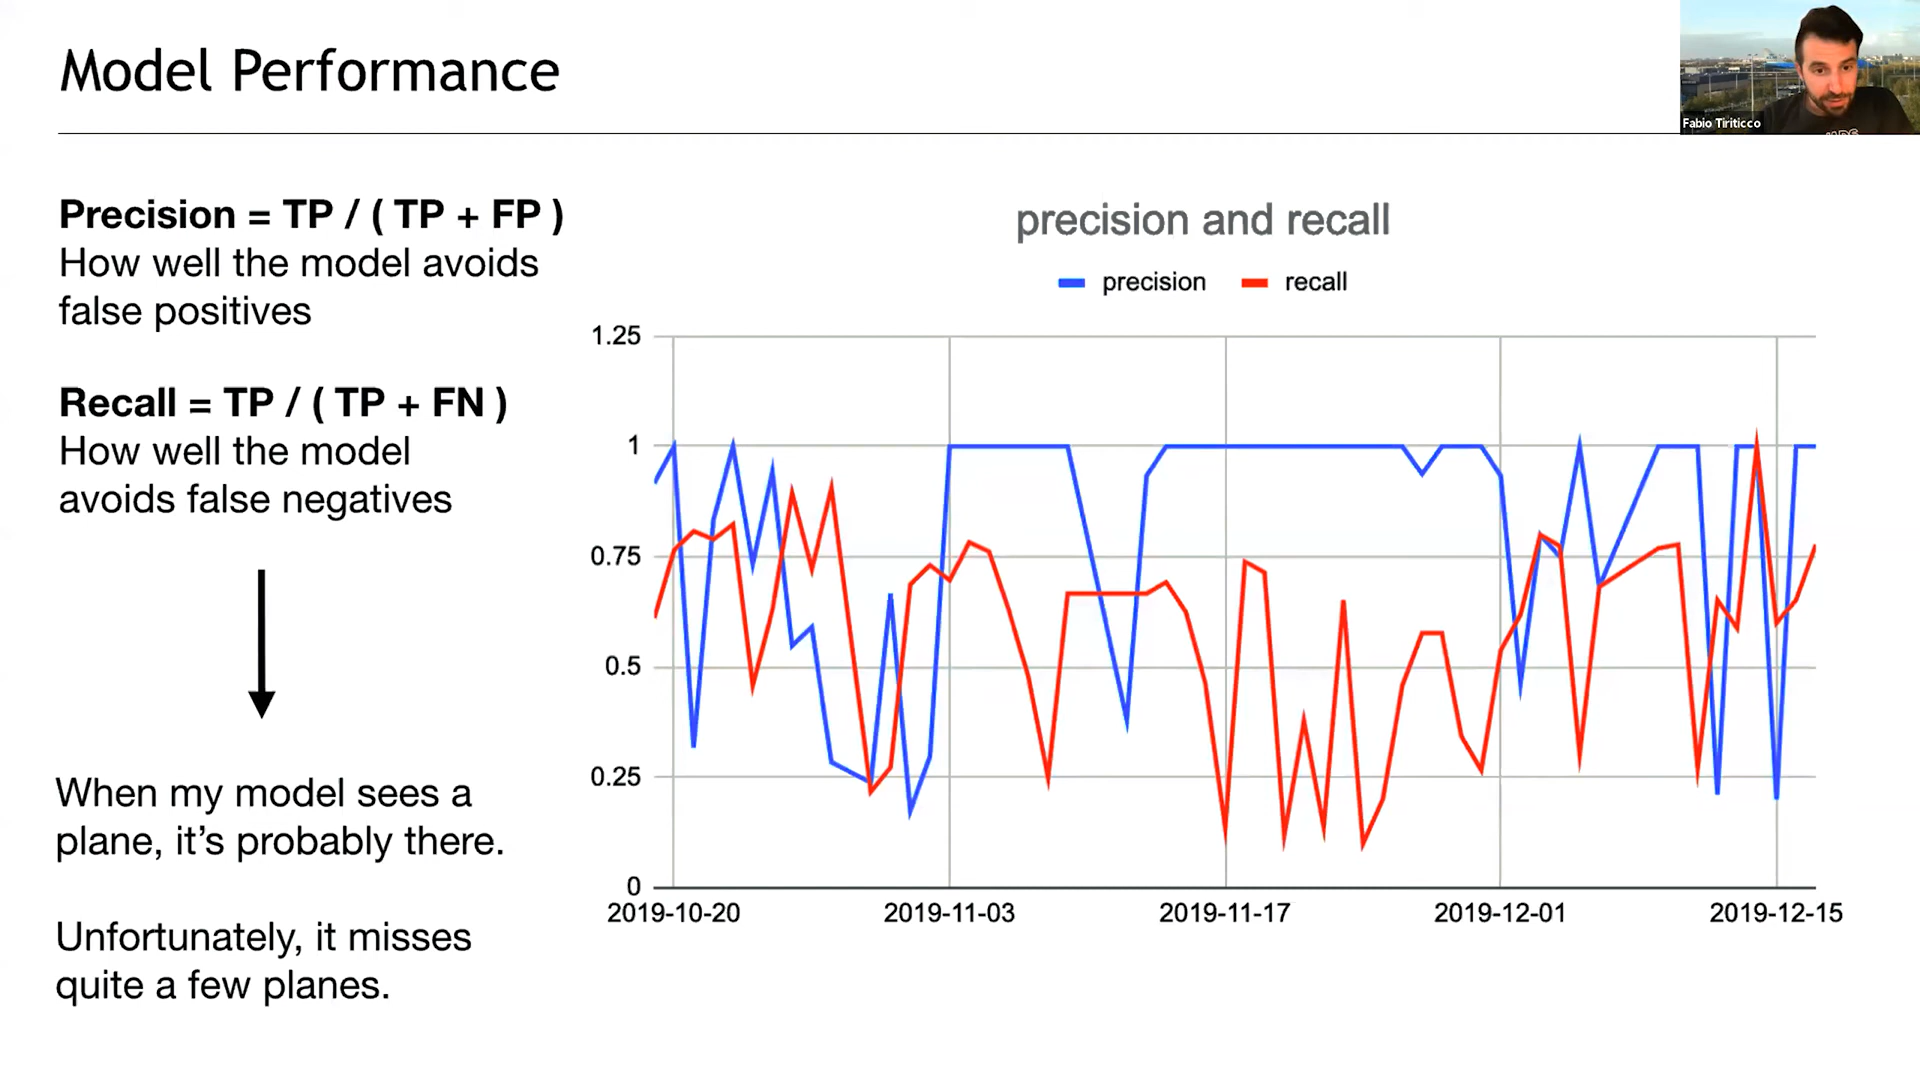 Model Performance
Fabio Tiriticco
Precision = TP / ( TP + FP )
How well the model avoids
false positives
Recall = TP / ( TP + FN )
How well the model
avoids false negatives
When my model sees a
plane, it’s probably there.
Unfortunately, it misses
quite a few planes.
precision and recall
precision recall
1.25
1
0.75
0.5
0.25
0
2019-10-20 2019-11-03 2019-11-17 2019-12-01 2019-12-15